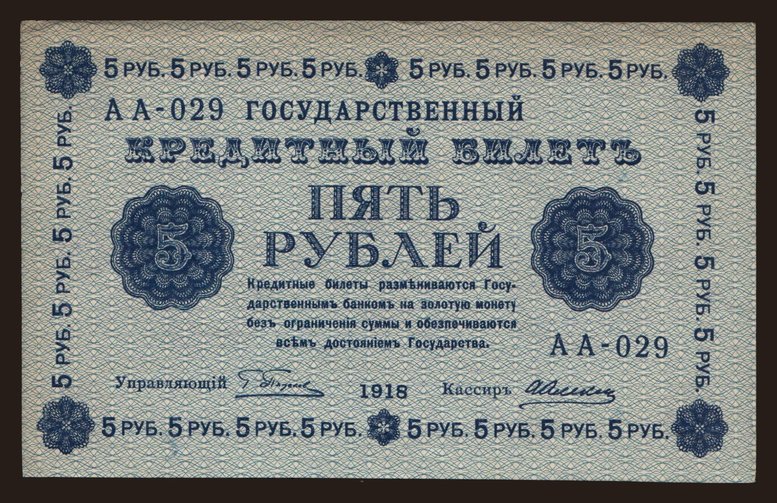 5 РУБ. 5 РУБ. 5 РУБ. 5 РУБ. 5 РУБ. 5 РУБ. 5 РУБ. 5 РУБ.
АА-029 ГОСУДАРСТВЕННЫЙ
КРЕДИТНЫЙ БИЛЕТЪ
ПЯТЬ
5 РУБЛЕЙ 5
Кредитные билеты размѣниваются Госу-
дарственнымъ банкомъ на золотую монету
безъ ограниченія суммы и обезпечиваются
всѣмъ достояніемъ Государства.
АА-029
Управляющій 1918 Кассиръ
5 РУБ. 5 РУБ. 5 РУБ. 5 РУБ. 5 РУБ. 5 РУБ. 5 РУБ. 5 РУБ.
5 РУБ. 5 РУБ. 5 РУБ. 5 РУБ.
5 РУБ. 5 РУБ. 5 РУБ. 5 РУБ.